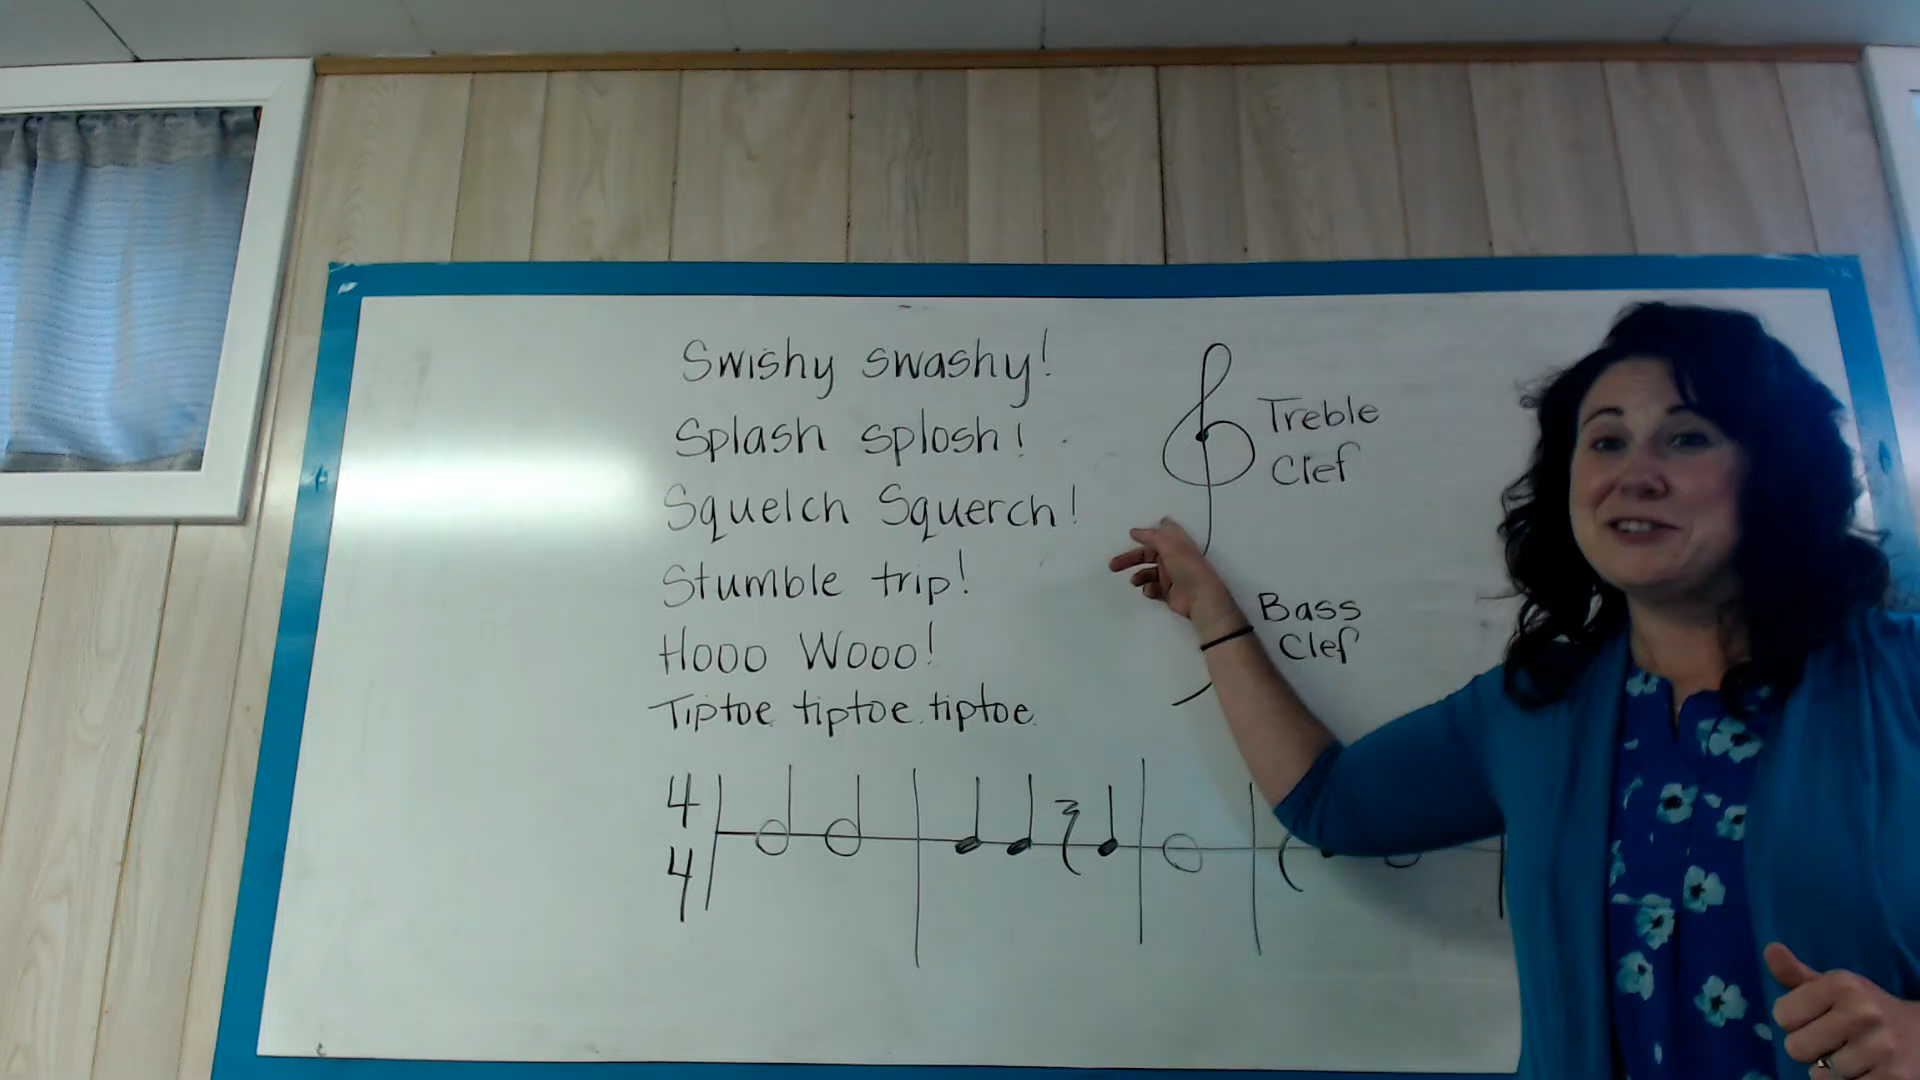 Swishy swashy!
Splash splosh!
Squelch Squerch!
Stumble trip!
Hooo Wooo!
Tiptoe tiptoe tiptoe
Treble
Clef
Bass
Clef
4
4